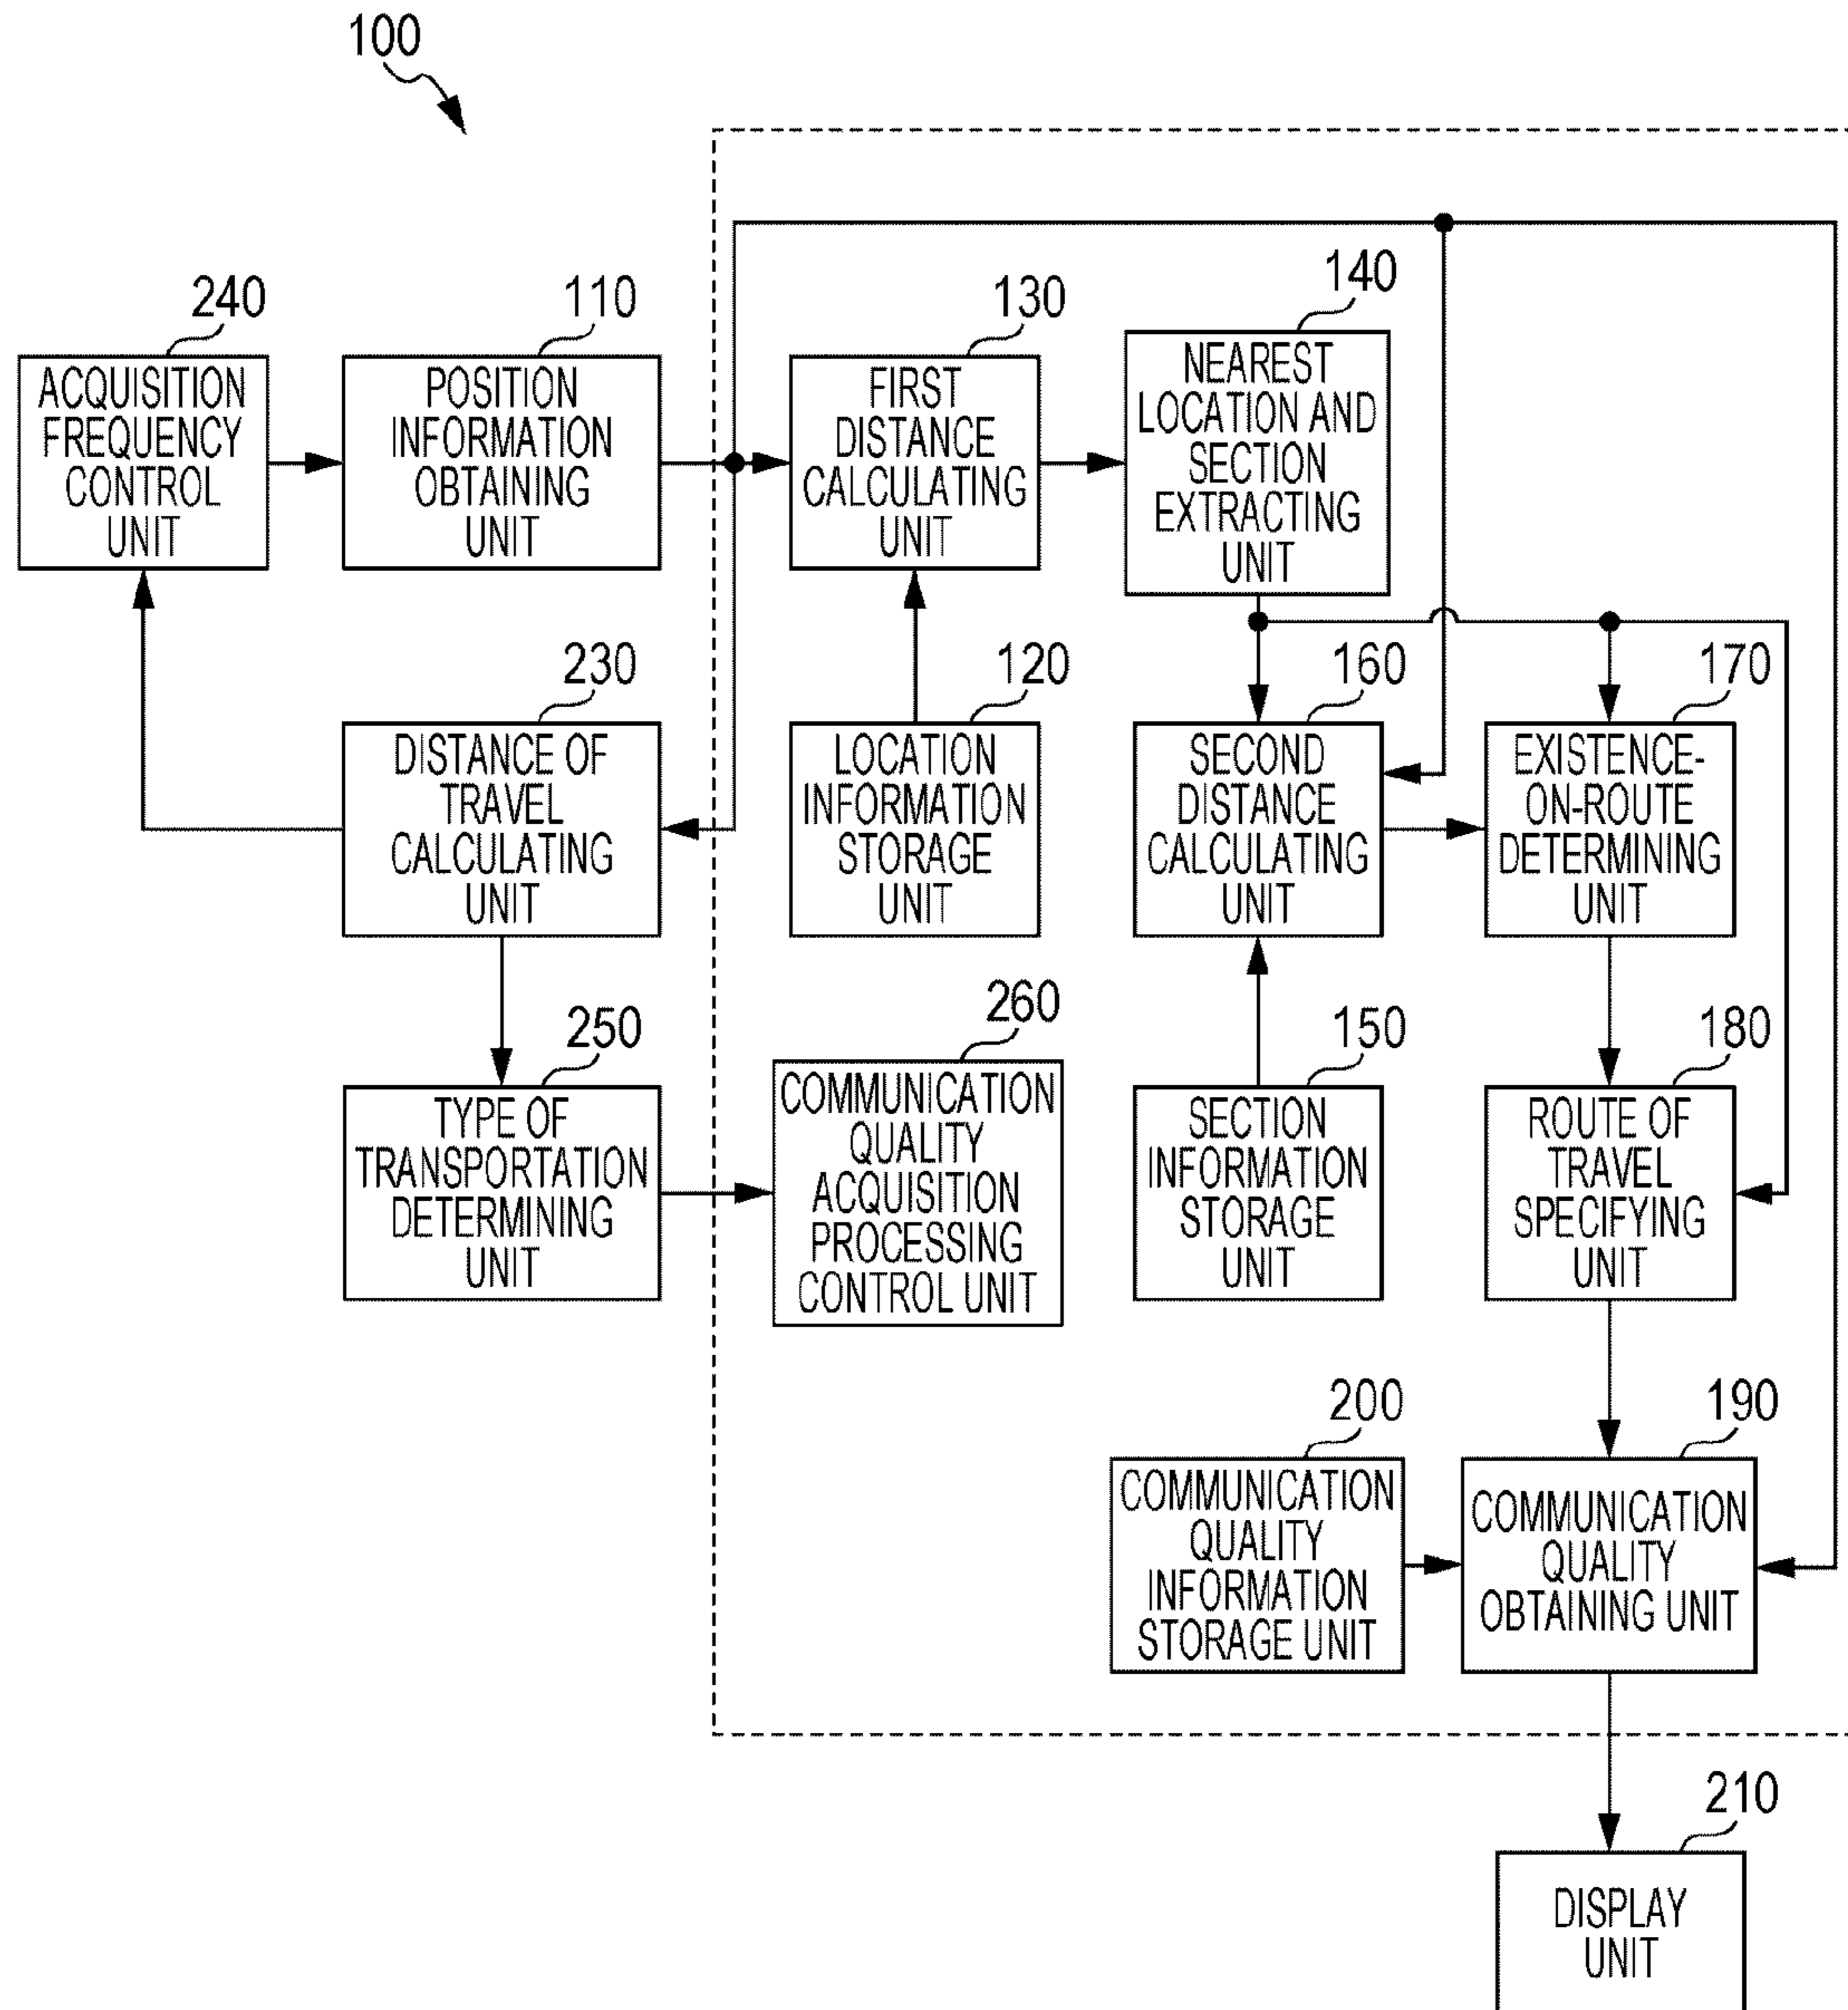 100
240
ACQUISITION
FREQUENCY
CONTROL
UNIT
110
POSITION
INFORMATION
OBTAINING
UNIT
130
FIRST
DISTANCE
CALCULATING
UNIT
140
NEAREST
LOCATION AND
SECTION
EXTRACTING
UNIT
230
DISTANCE OF
TRAVEL
CALCULATING
UNIT
120
LOCATION
INFORMATION
STORAGE
UNIT
160
SECOND
DISTANCE
CALCULATING
UNIT
170
EXISTENCE-
ON-ROUTE
DETERMINING
UNIT
250
TYPE OF
TRANSPORTATION
DETERMINING
UNIT
260
COMMUNICATION
QUALITY
ACQUISITION
PROCESSING
CONTROL UNIT
150
SECTION
INFORMATION
STORAGE
UNIT
180
ROUTE OF
TRAVEL
SPECIFYING
UNIT
200
COMMUNICATION
QUALITY
INFORMATION
STORAGE UNIT
190
COMMUNICATION
QUALITY
OBTAINING UNIT
210
DISPLAY
UNIT